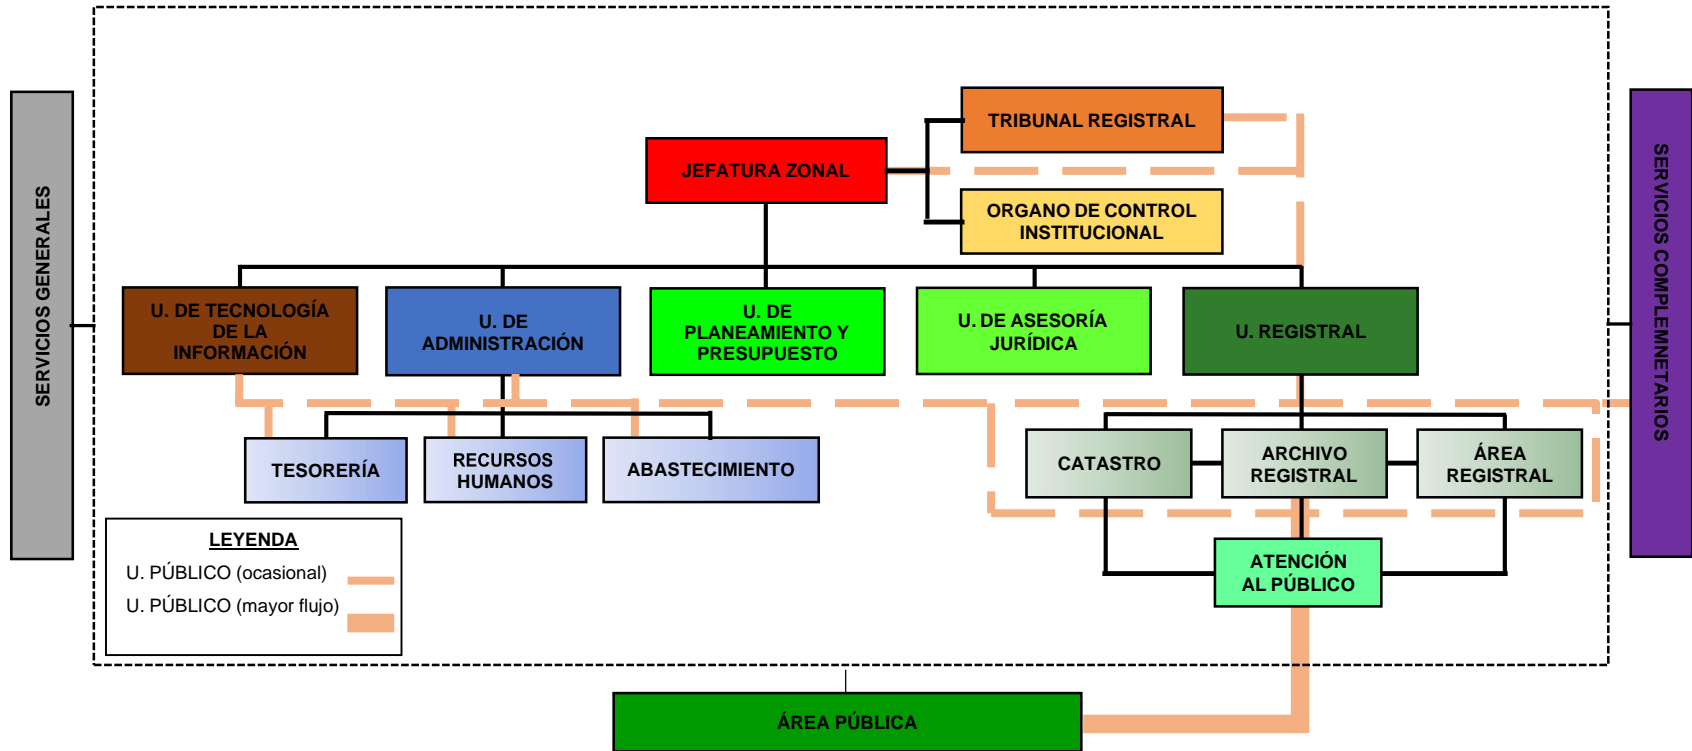 SERVICIOS GENERALES
TRIBUNAL REGISTRAL
JEFATURA ZONAL
ORGANO DE CONTROL
INSTITUCIONAL
SERVICIOS COMPLEMNETARIOS
U. DE TECNOLOGÍA
DE LA
INFORMACIÓN
U. DE
ADMINISTRACIÓN
U. DE
PLANEAMIENTO Y
PRESUPUESTO
U. DE ASESORÍA
JURÍDICA
U. REGISTRAL
TESORERÍA
RECURSOS
HUMANOS
ABASTECIMIENTO
CATASTRO
ARCHIVO
REGISTRAL
ÁREA
REGISTRAL
LEYENDA
U. PÚBLICO (ocasional)
U. PÚBLICO (mayor flujo)
ATENCIÓN
AL PÚBLICO
ÁREA PÚBLICA